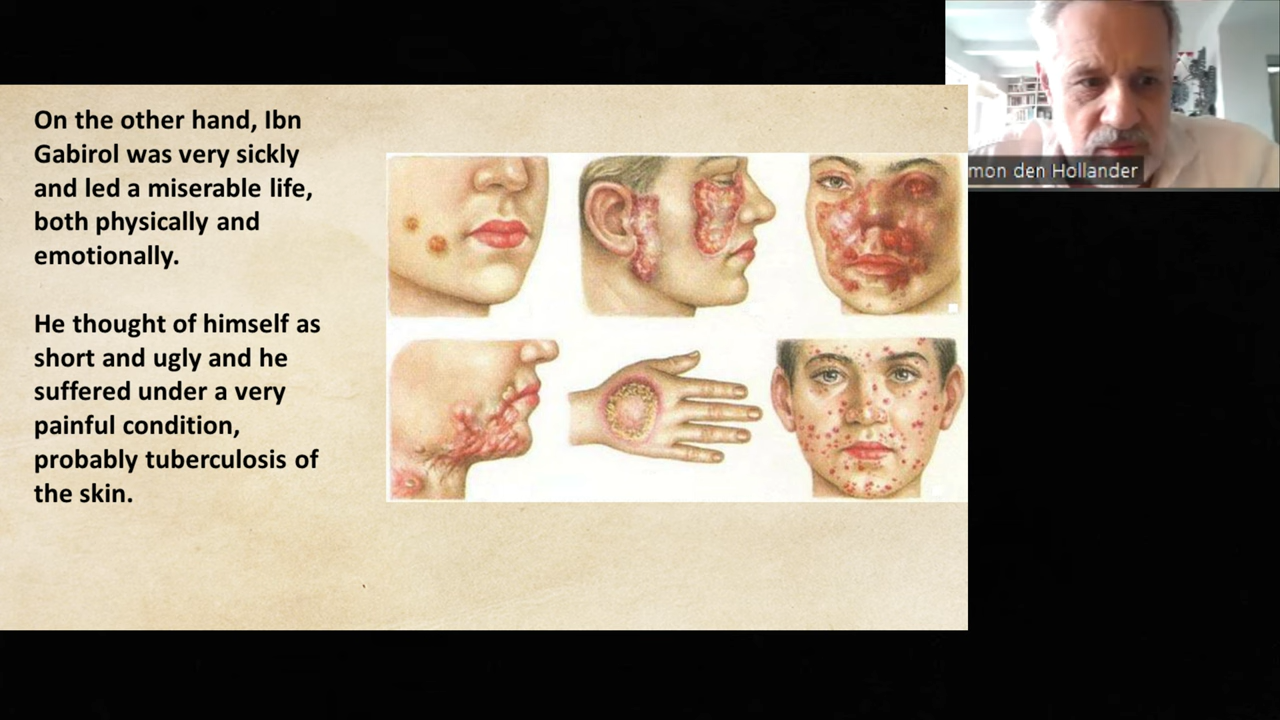 On the other hand, Ibn
Gabirol was very sickly
and led a miserable life,
both physically and
emotionally.
He thought of himself as
short and ugly and he
suffered under a very
painful condition,
probably tuberculosis of
the skin.
mon den Hollander